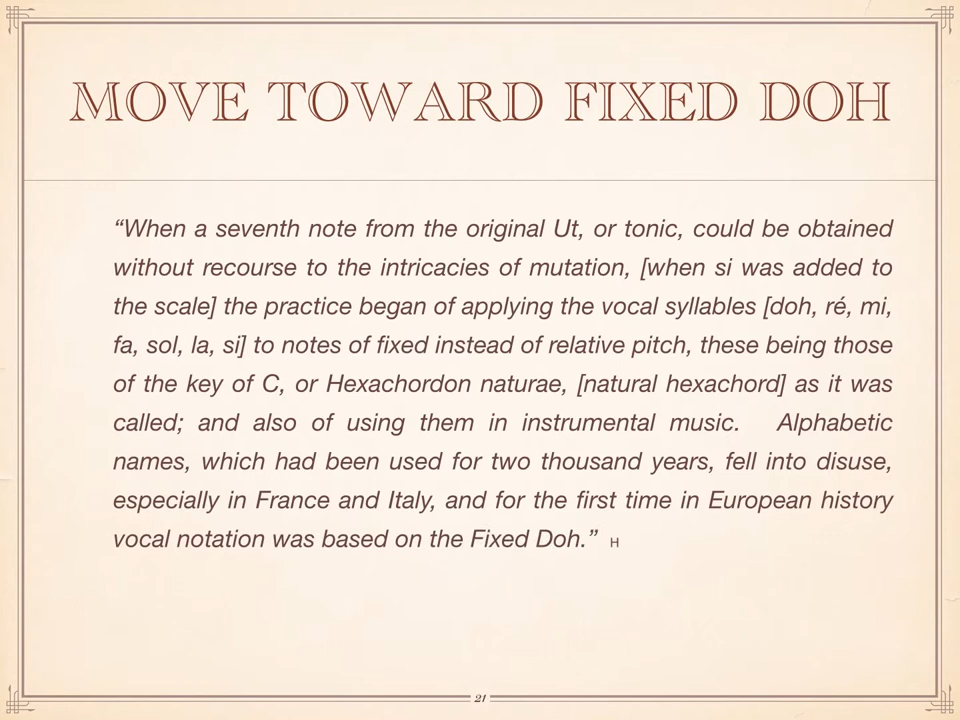 MOVE TOWARD FIXED DOH
“When a seventh note from the original Ut, or tonic, could be obtained
without recourse to the intricacies of mutation, [when si was added to
the scale] the practice began of applying the vocal syllables [doh, ré, mi,
fa, sol, la, si] to notes of fixed instead of relative pitch, these being those
of the key of C, or Hexachordon naturae, [natural hexachord] as it was
called; and also of using them in instrumental music. Alphabetic
names, which had been used for two thousand years, fell into disuse,
especially in France and Italy, and for the first time in European history
vocal notation was based on the Fixed Doh.” H
21